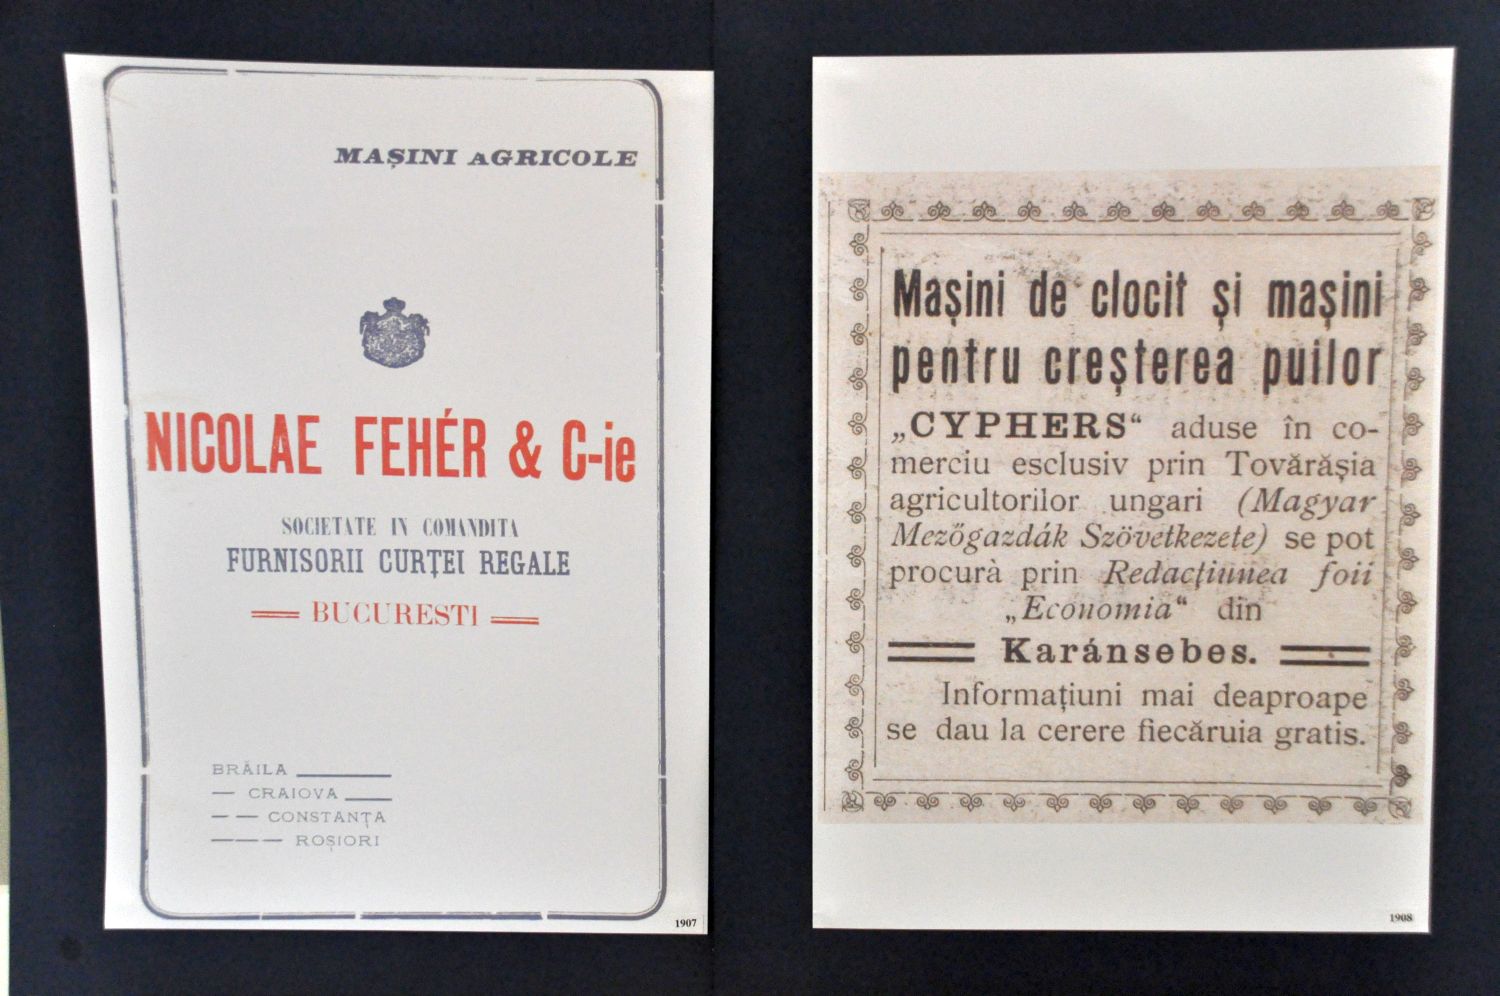 MAȘINI AGRICOLE
NICOLAE FEHÉR & C-ie
SOCIETATE IN COMANDITA
FURNISORII CURȚEI REGALE
BUCURESTI
BRĂILA
— CRAIOVA
— — CONSTANȚA
— — — ROȘIORI
1907
Mașini de clocit și mașini
pentru creșterea puilor
„CYPHERS“ aduse în co-
merciu esclusiv prin Tovărășia
agricultorilor ungari (Magyar
Mezőgazdák Szövetkezete) se pot
procură prin Redacțiunea foii
„Economia“ din
Karánsebes.
Informațiuni mai deaproape
se dau la cerere fiecăruia gratis.
1908